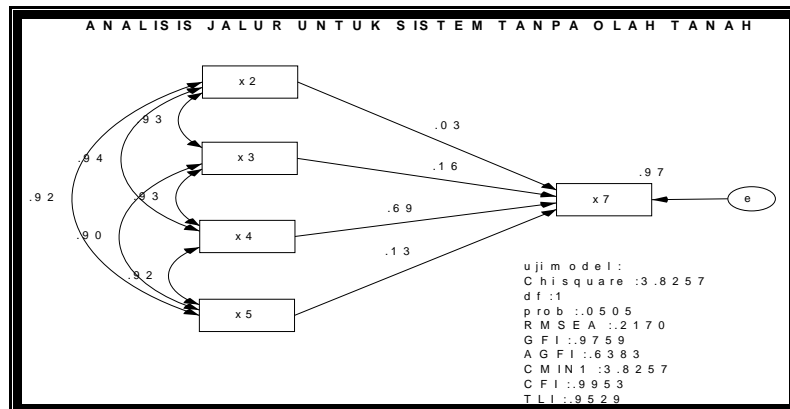 ANALISIS JALUR UNTUK SISTEM TANPA OLAH TANAH
x2
.93
.03
x3
.97
.94
.16
.92
.93
x7
e
.69
x4
.90
.13
.92
x5
uji model :
Chisquare :3.8257
df :1
prob :.0505
RMSEA :.2170
GFI :.9759
AGFI :.6383
CMIN1 :3.8257
CFI :.9953
TLI :.9529